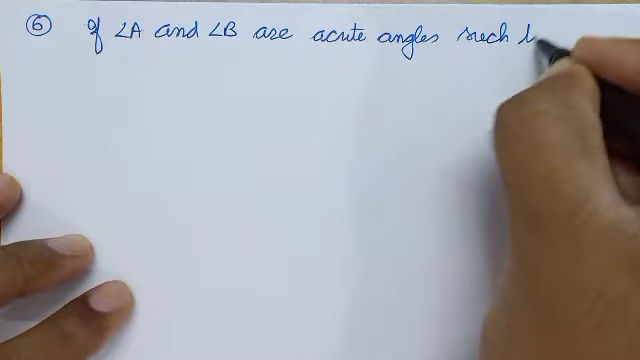 ⑥ If ∠A and ∠B are acute angles such